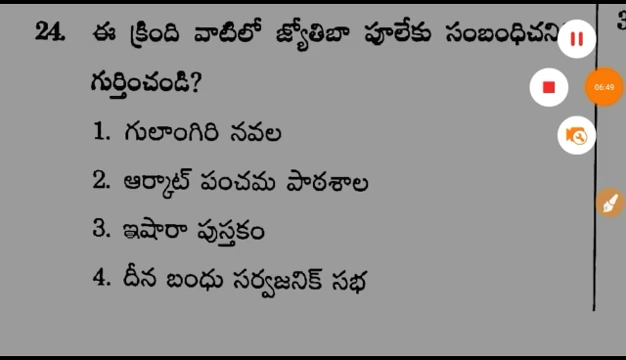 24. ఈ క్రింది వాటిలో జ్యోతిబా పూలేకు సంబంధిచని
గుర్తించండి?
1. గులాంగిరి నవల
2. ఆర్కాట్ పంచమ పాఠశాల
3. ఇషారా పుస్తకం
4. దీన బంధు సర్వజనిక్ సభ
06:49